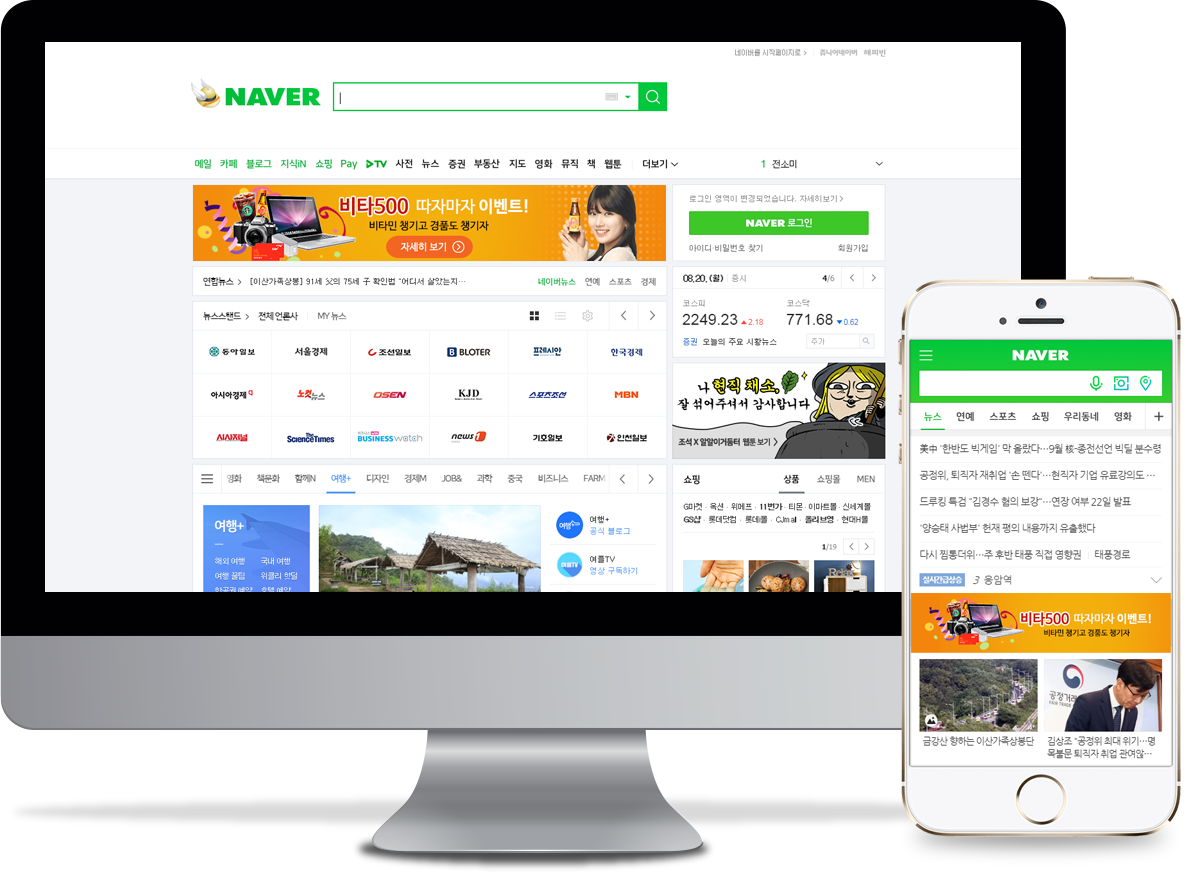 네이버를 시작페이지로 > 쥬니어네이버 해피빈
NAVER
메일 카페 블로그 지식iN 쇼핑 Pay TV 사전 뉴스 증권 부동산 지도 영화 뮤직 책 웹툰 더보기
1 전소미
비타500 따자마자 이벤트!
비타민 챙기고 경품도 챙기자
자세히 보기
로그인 영역이 변경되었습니다. 자세히보기 >
NAVER 로그인
아이디·비밀번호 찾기 회원가입
연합뉴스 > [이산가족상봉] 91세 父의 75세 子 확인법 "어디서 살았는지…
네이버뉴스 연예 스포츠 경제
08.20. (월) 증시 4/6
코스피 코스닥
2249.23 ▲2.18 771.68 ▼0.62
증권 오늘의 주요 시황뉴스 주가
뉴스스탠드 > 전체 언론사 MY 뉴스
동아일보 서울경제 조선일보 BLOTER 프레시안 한국경제
아시아경제 노컷뉴스 OSEN KJD 스포츠조선 MBN
시사저널 The ScienceTimes BUSINESS watch news1 기호일보 인천일보
나 현직 채소,
잘 섞어주셔서 감사합니다
조석 X 알알이거둠터 웹툰 보기 >
영화 책문화 함께N 여행+ 디자인 경제M JOB& 과학 중국 비즈니스 FARM
여행+
해외 여행 국내 여행
여행 꿀팁 위클리 핫딜
항공권 예약 호텔 예약
여행+
공식 블로그
여플TV
영상 구독하기
쇼핑 상품 쇼핑몰 MEN
G마켓 · 옥션 · 위메프 · 11번가 · 티몬 · 이마트몰 · 신세계몰
GS샵 · 롯데닷컴 · 롯데i몰 · CJmall · 올리브영 · 현대H몰
1/19
NAVER
뉴스 연예 스포츠 쇼핑 우리동네 영화 +
美中 '한반도 빅게임' 막 올랐다…9월 核-종전선언 빅딜 분수령
공정위, 퇴직자 재취업 '손 뗀다'…현직자 기업 유료강의도 …
드루킹 특검 "김경수 혐의 보강"…연장 여부 22일 발표
'양승태 사법부' 헌재 평의 내용까지 유출했다
다시 찜통더위…주 후반 태풍 직접 영향권 태풍경로
실시간급상승 3 응암역
비타500 따자마자 이벤트!
비타민 챙기고 경품도 챙기자
공정거래
FAIR TRADE
금강산 향하는 이산가족상봉단
김상조 "공정위 최대 위기…명
목불문 퇴직자 취업 관여않…